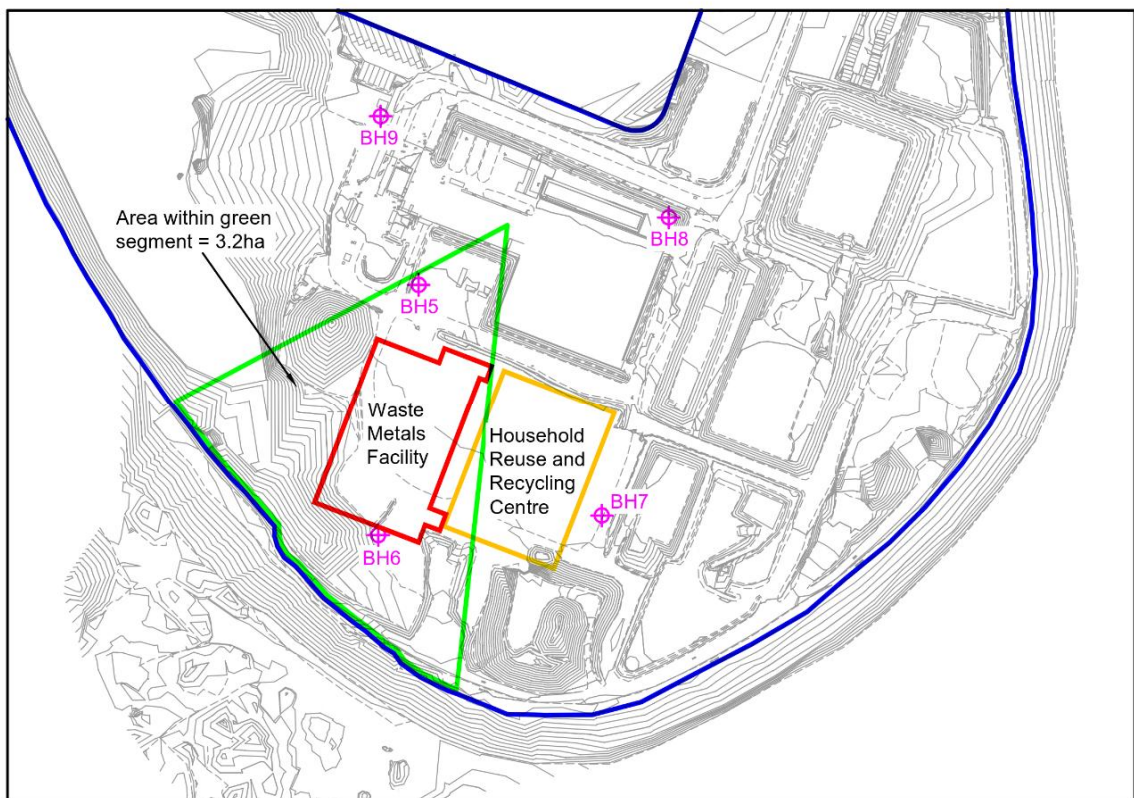 BH9
Area within green
segment = 3.2ha
BH8
BH5
Waste
Metals
Facility
Household
Reuse and
Recycling
Centre
BH7
BH6